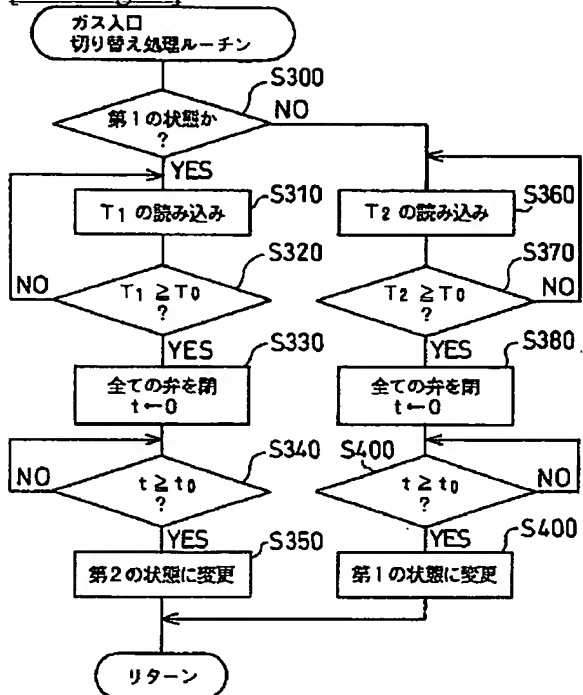 ガス入口
切り替え処理ルーチン
S300
第1の状態か
?
NO
YES
T1 の読み込み
S310
T2 の読み込み
S360
S320
T1 ≧ T0
?
NO
YES
S370
T2 ≧ T0
?
NO
YES
S330
全ての弁を閉
t←0
S380
全ての弁を閉
t←0
S340
t ≧ t0
?
NO
YES
S400
t ≧ t0
?
NO
YES
S350
第2の状態に変更
S400
第1の状態に変更
リターン